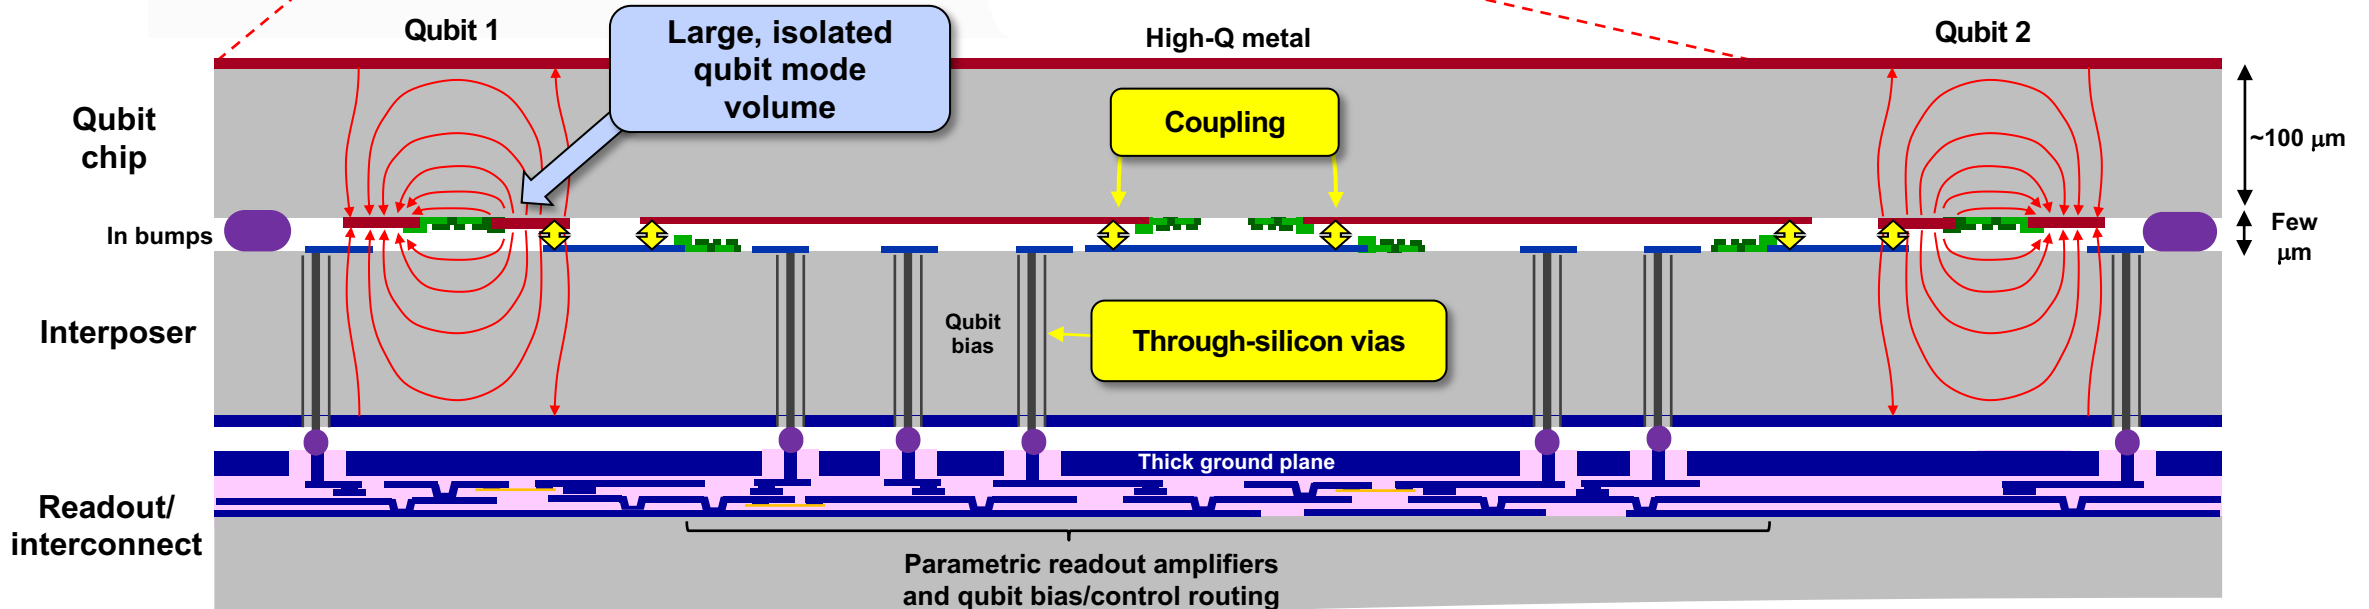 Qubit 1
Large, isolated
qubit mode
volume
High-Q metal
Qubit 2
Qubit
chip
Coupling
~100 μm
In bumps
Few
μm
Interposer
Qubit
bias
Through-silicon vias
Thick ground plane
Readout/
interconnect
Parametric readout amplifiers
and qubit bias/control routing